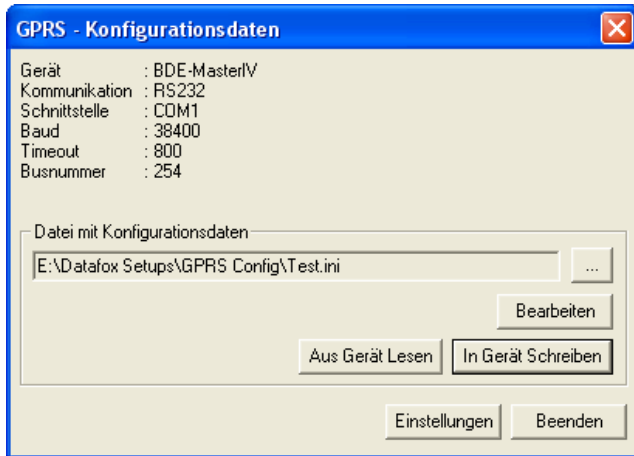 GPRS - Konfigurationsdaten
Gerät : BDE-MasterIV
Kommunikation : RS232
Schnittstelle : COM1
Baud : 38400
Timeout : 800
Busnummer : 254
Datei mit Konfigurationsdaten
E:\Datafox Setups\GPRS Config\Test.ini ...
Bearbeiten
Aus Gerät Lesen In Gerät Schreiben
Einstellungen Beenden